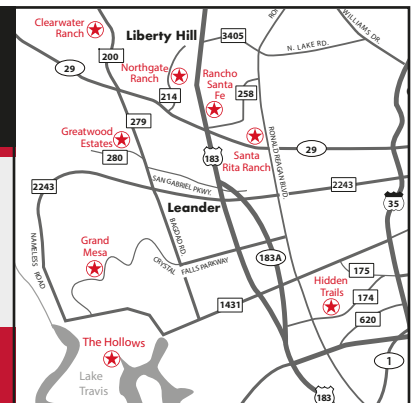 Clearwater
Ranch
200
Liberty Hill
3405
RO
WILLIAMS DR.
N. LAKE RD.
29
Northgate
Ranch
214
Rancho
Santa
Fe
258
279
Greatwood
Estates
280
183
Santa
Rita Ranch
RONALD REAGAN BLVD.
29
2243
SAN GABRIEL PKWY.
2243
35
Leander
NAMELESS ROAD
BAGDAD RD.
Grand
Mesa
CRYSTAL FALLS PARKWAY
183A
175
Hidden
Trails
174
1431
620
The Hollows
1
Lake
Travis
183